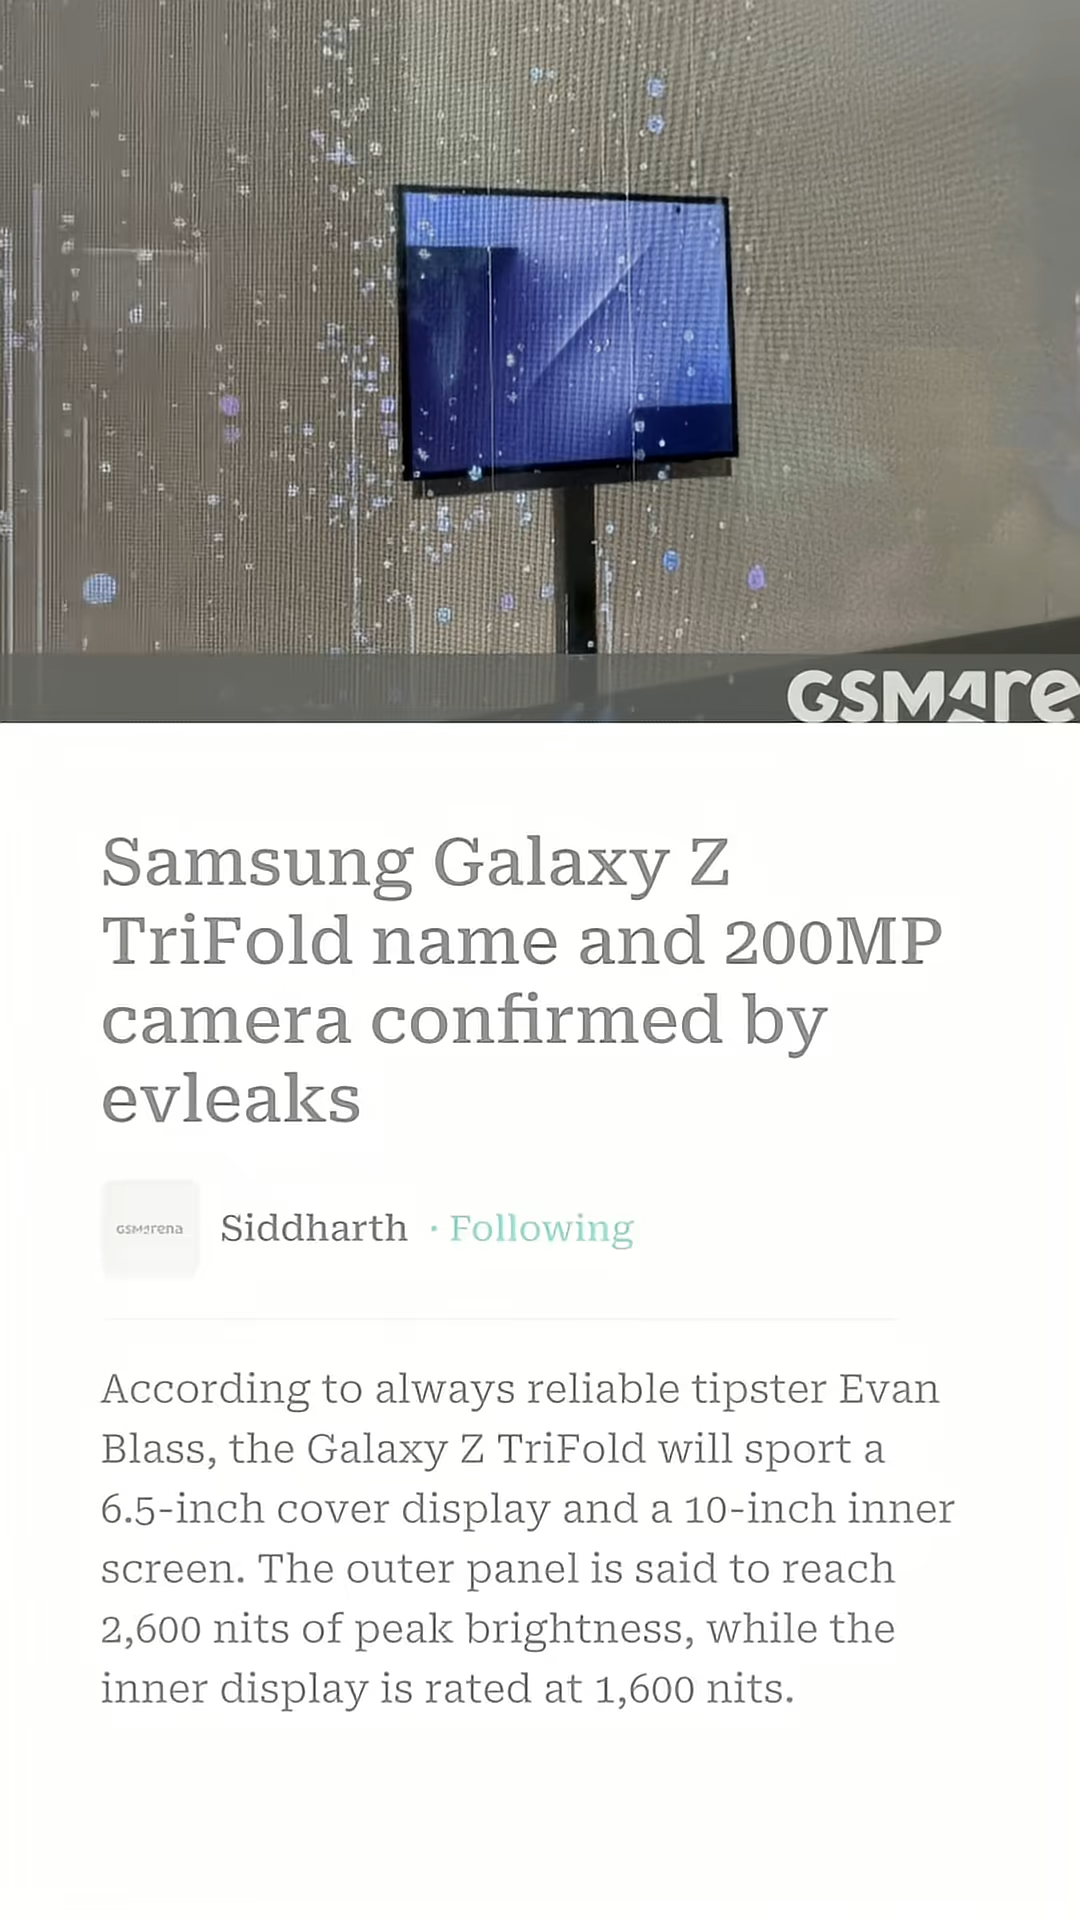 GSMAre
Samsung Galaxy Z
TriFold name and 200MP
camera confirmed by
evleaks
GSMArena
Siddharth · Following
According to always reliable tipster Evan
Blass, the Galaxy Z TriFold will sport a
6.5-inch cover display and a 10-inch inner
screen. The outer panel is said to reach
2,600 nits of peak brightness, while the
inner display is rated at 1,600 nits.